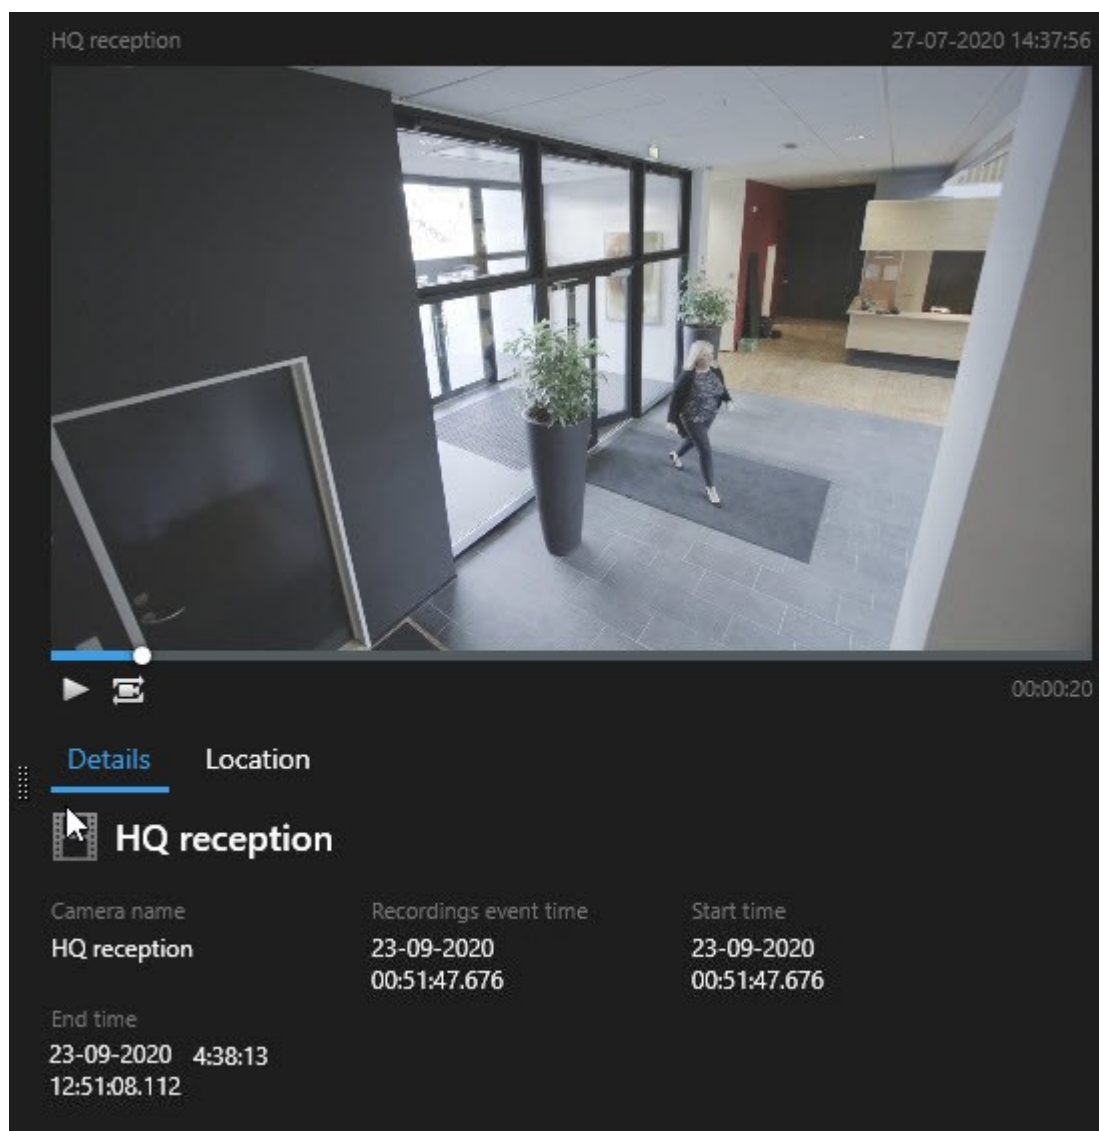 HQ reception 27-07-2020 14:37:56
00:00:20
Details Location
HQ reception
Camera name Recordings event time Start time
HQ reception 23-09-2020 23-09-2020
00:51:47.676 00:51:47.676
End time
23-09-2020 4:38:13
12:51:08.112